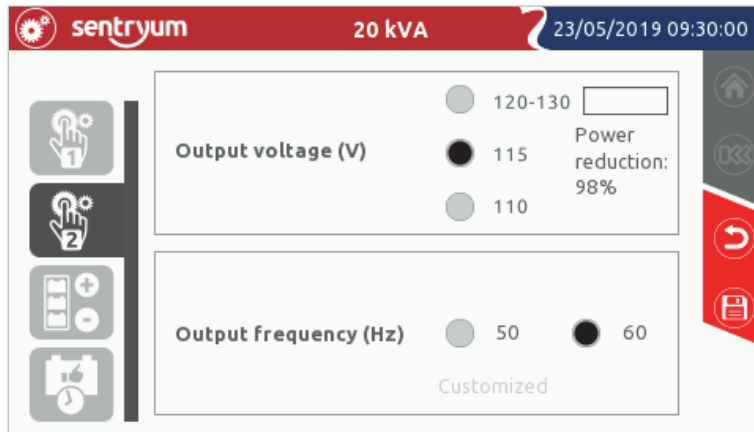 sentryum 20 kVA 23/05/2019 09:30:00
120-130
Output voltage (V)
115
Power
reduction:
98%
110
1
2
Output frequency (Hz) 50 60
Customized